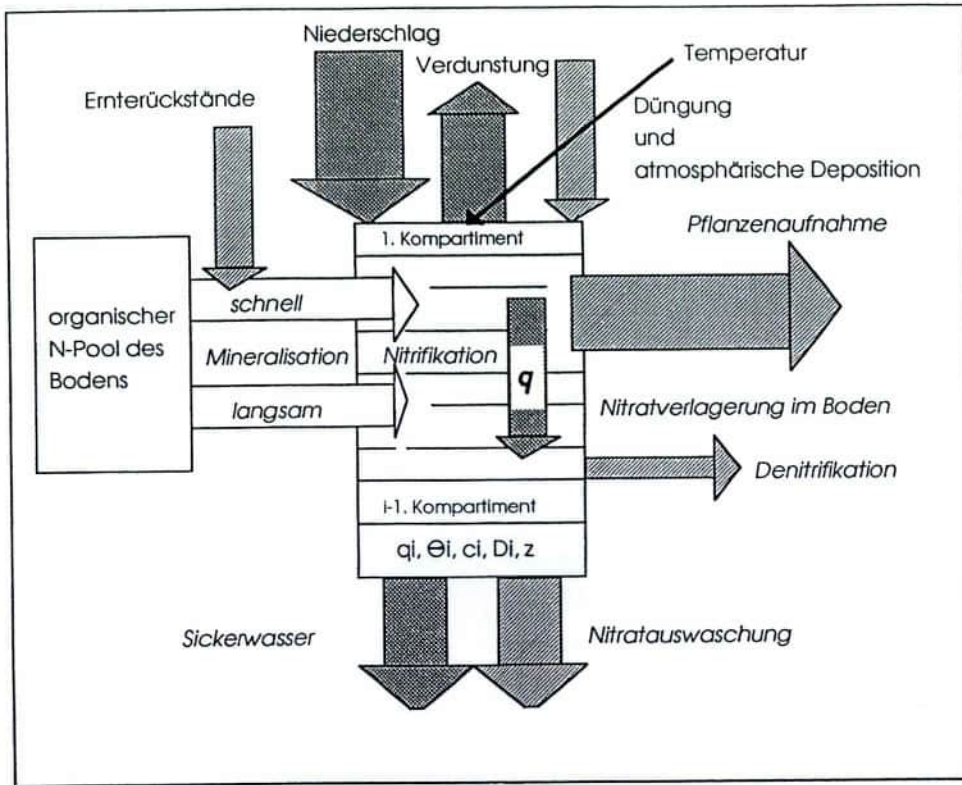 Niederschlag
Verdunstung
Temperatur
Ernterückstände
Düngung
und
atmosphärische Deposition
1. Kompartiment
Pflanzenaufnahme
organischer
N-Pool des
Bodens
schnell
Mineralisation
Nitrifikation
q
langsam
Nitratverlagerung im Boden
Denitrifikation
i-1. Kompartiment
qi, Θi, ci, Di, z
Sickerwasser
Nitratauswaschung